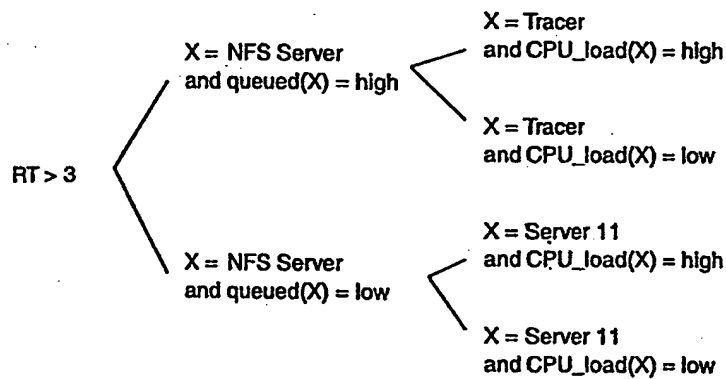 X = Tracer
and CPU_load(X) = high
X = NFS Server
and queued(X) = high
X = Tracer
and CPU_load(X) = low
RT > 3
X = Server 11
and CPU_load(X) = high
X = NFS Server
and queued(X) = low
X = Server 11
and CPU_load(X) = low